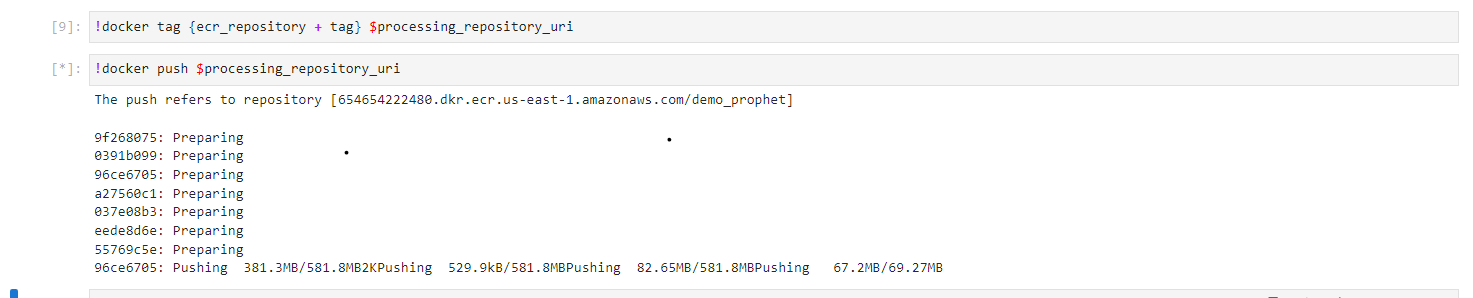 [9]: !docker tag {ecr_repository + tag} $processing_repository_uri
[*]: !docker push $processing_repository_uri
The push refers to repository [654654222480.dkr.ecr.us-east-1.amazonaws.com/demo_prophet]
9f268075: Preparing
0391b099: Preparing
96ce6705: Preparing
a27560c1: Preparing
037e08b3: Preparing
eede8d6e: Preparing
55769c5e: Preparing
96ce6705: Pushing  381.3MB/581.8MB2KPushing  529.9kB/581.8MBPushing  82.65MB/581.8MBPushing   67.2MB/69.27MB